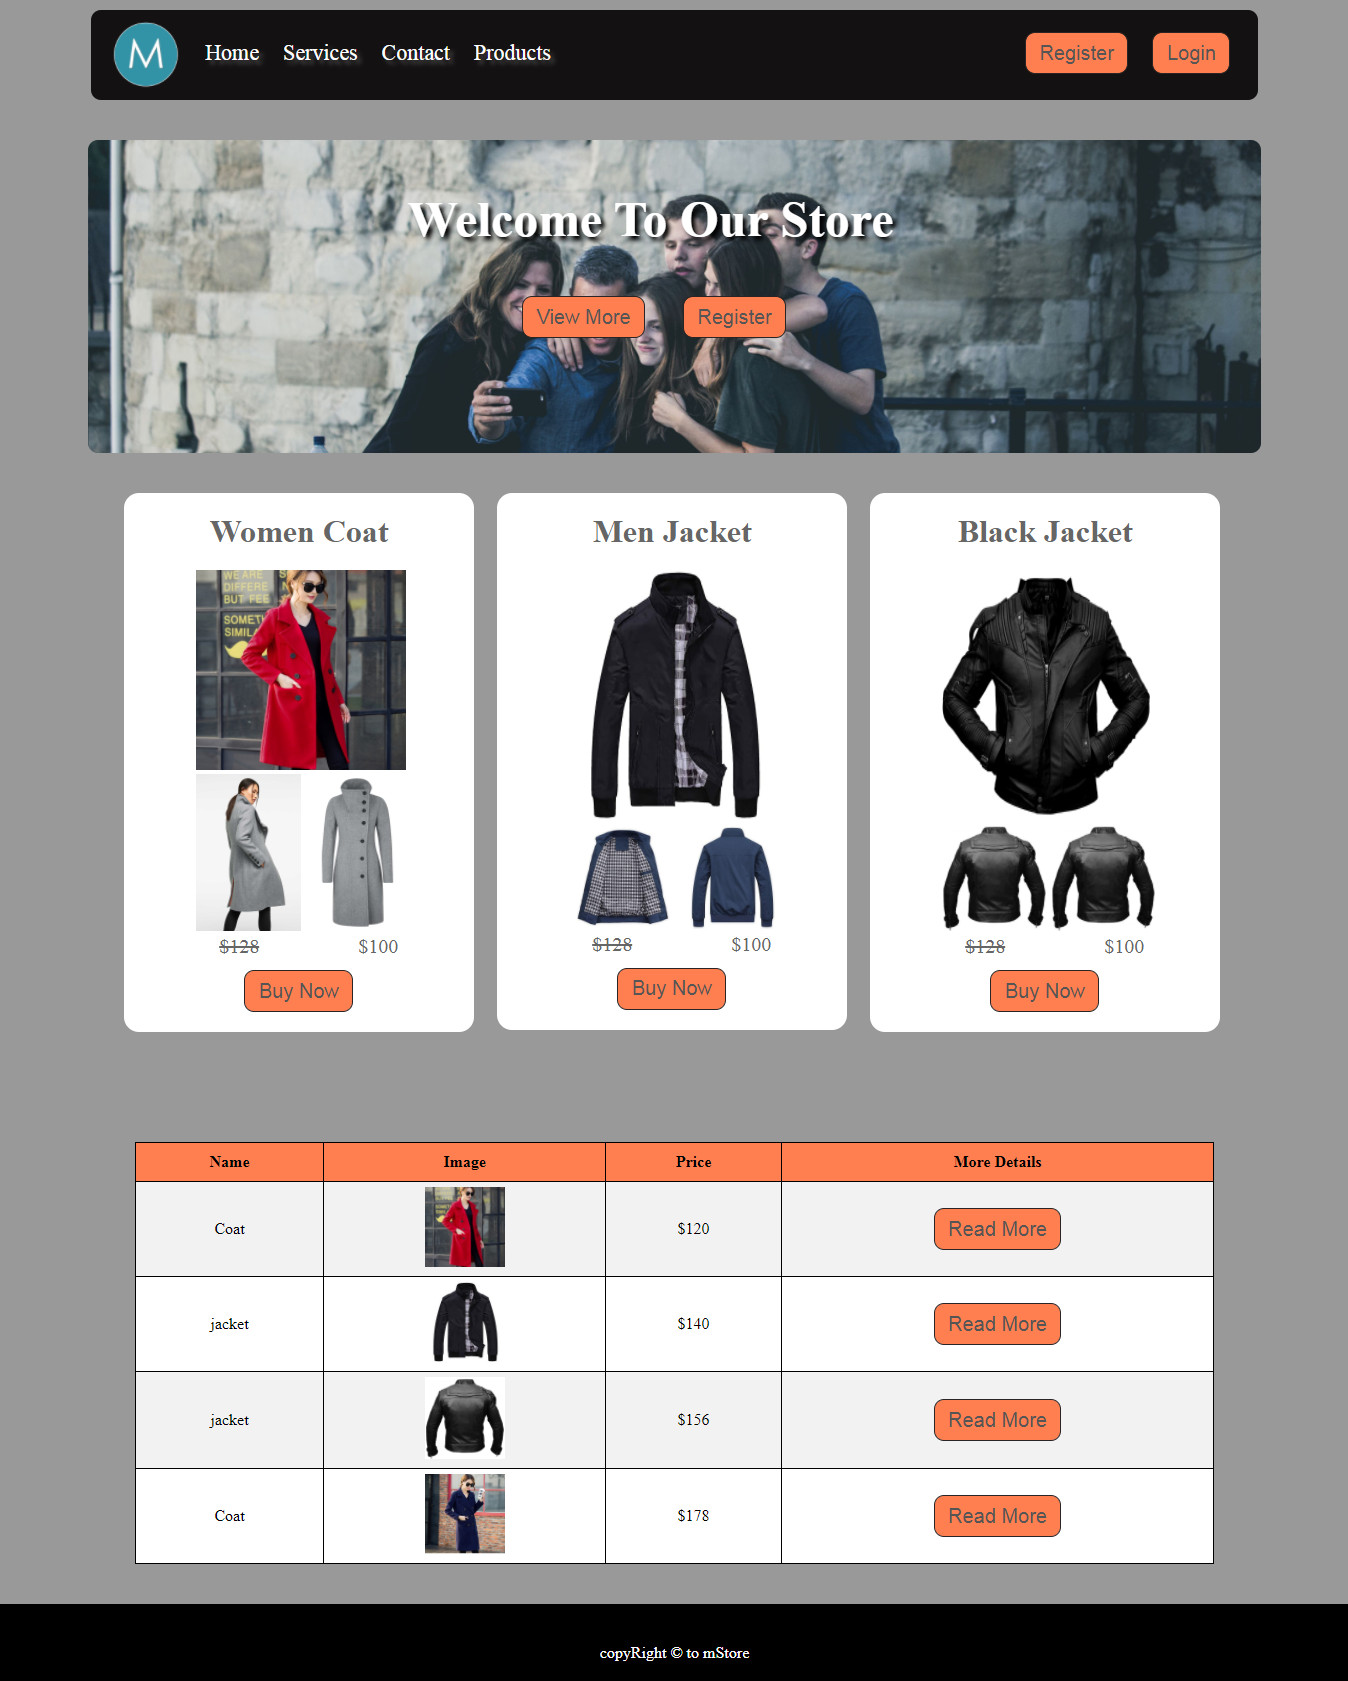 M Home Services Contact Products Register Login
Welcome To Our Store
View More Register
Women Coat Men Jacket Black Jacket
WE ARE
DIFFERE
BUT FEE
SOMETH
SIMILA
$128 $100 $128 $100 $128 $100
Buy Now Buy Now Buy Now
Name Image Price More Details
Coat $120 Read More
jacket $140 Read More
jacket $156 Read More
Coat $178 Read More
copyRight © to mStore